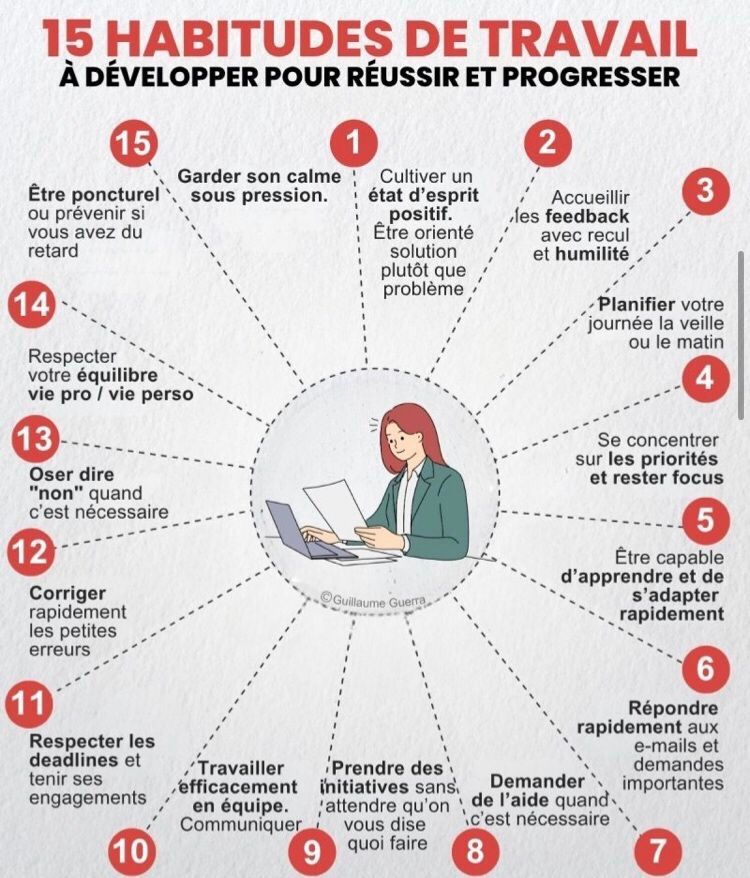 15 HABITUDES DE TRAVAIL
À DÉVELOPPER POUR RÉUSSIR ET PROGRESSER
1
Garder son calme
sous pression.
2
Cultiver un
état d'esprit
positif.
Être orienté
solution
plutôt que
problème
3
Accueillir
les feedback
avec recul
et humilité
4
Planifier votre
journée la veille
ou le matin
5
Se concentrer
sur les priorités
et rester focus
6
Être capable
d'apprendre et de
s'adapter
rapidement
7
Répondre
rapidement aux
e-mails et
demandes
importantes
8
Demander
de l'aide quand
c'est nécessaire
9
Prendre des
initiatives sans
attendre qu'on
vous dise
quoi faire
10
Travailler
efficacement
en équipe.
Communiquer
11
Respecter les
deadlines et
tenir ses
engagements
12
Corriger
rapidement
les petites
erreurs
13
Oser dire
"non" quand
c'est nécessaire
14
Respecter
votre équilibre
vie pro / vie perso
15
Être poncturel
ou prévenir si
vous avez du
retard
©Guillaume Guerra